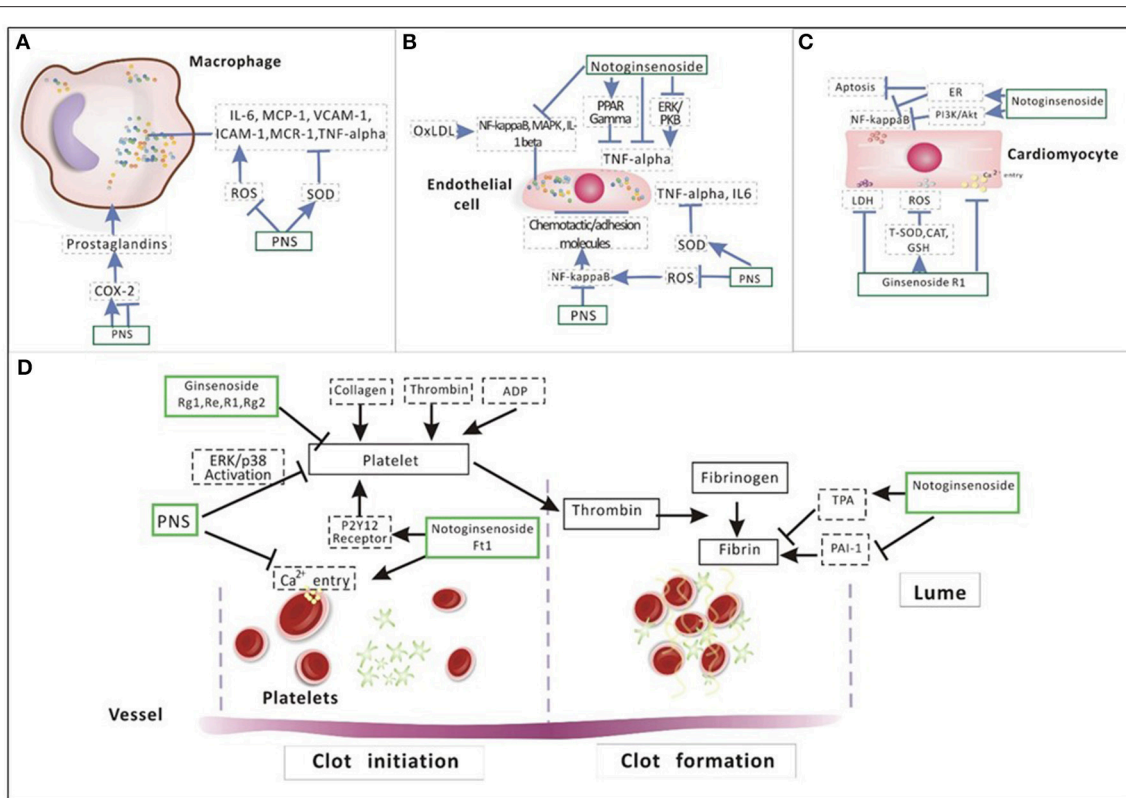 A
Macrophage
IL-6, MCP-1, VCAM-1,
ICAM-1,MCR-1,TNF-alpha
ROS
SOD
PNS
Prostaglandins
COX-2
PNS
B
Notoginsenoside
PPAR
Gamma
ERK/
PKB
OxLDL
NF-kappaB, MAPK, IL-
1 beta
TNF-alpha
Endothelial
cell
TNF-alpha, IL6
Chemotactic/adhesion
molecules
SOD
NF-kappaB
ROS
PNS
PNS
C
Aptosis
ER
Notoginsenoside
PI3K/Akt
NF-kappaB
Cardiomyocyte
Ca2+ entry
LDH
ROS
T-SOD,CAT,
GSH
Ginsenoside R1
D
Ginsenoside
Rg1,Re,R1,Rg2
Collagen
Thrombin
ADP
ERK/p38
Activation
Platelet
PNS
P2Y12
Receptor
Notoginsenoside
Ft1
Ca2+ entry
Thrombin
Fibrinogen
Fibrin
TPA
Notoginsenoside
PAI-1
Lume
Platelets
Vessel
Clot initiation
Clot formation